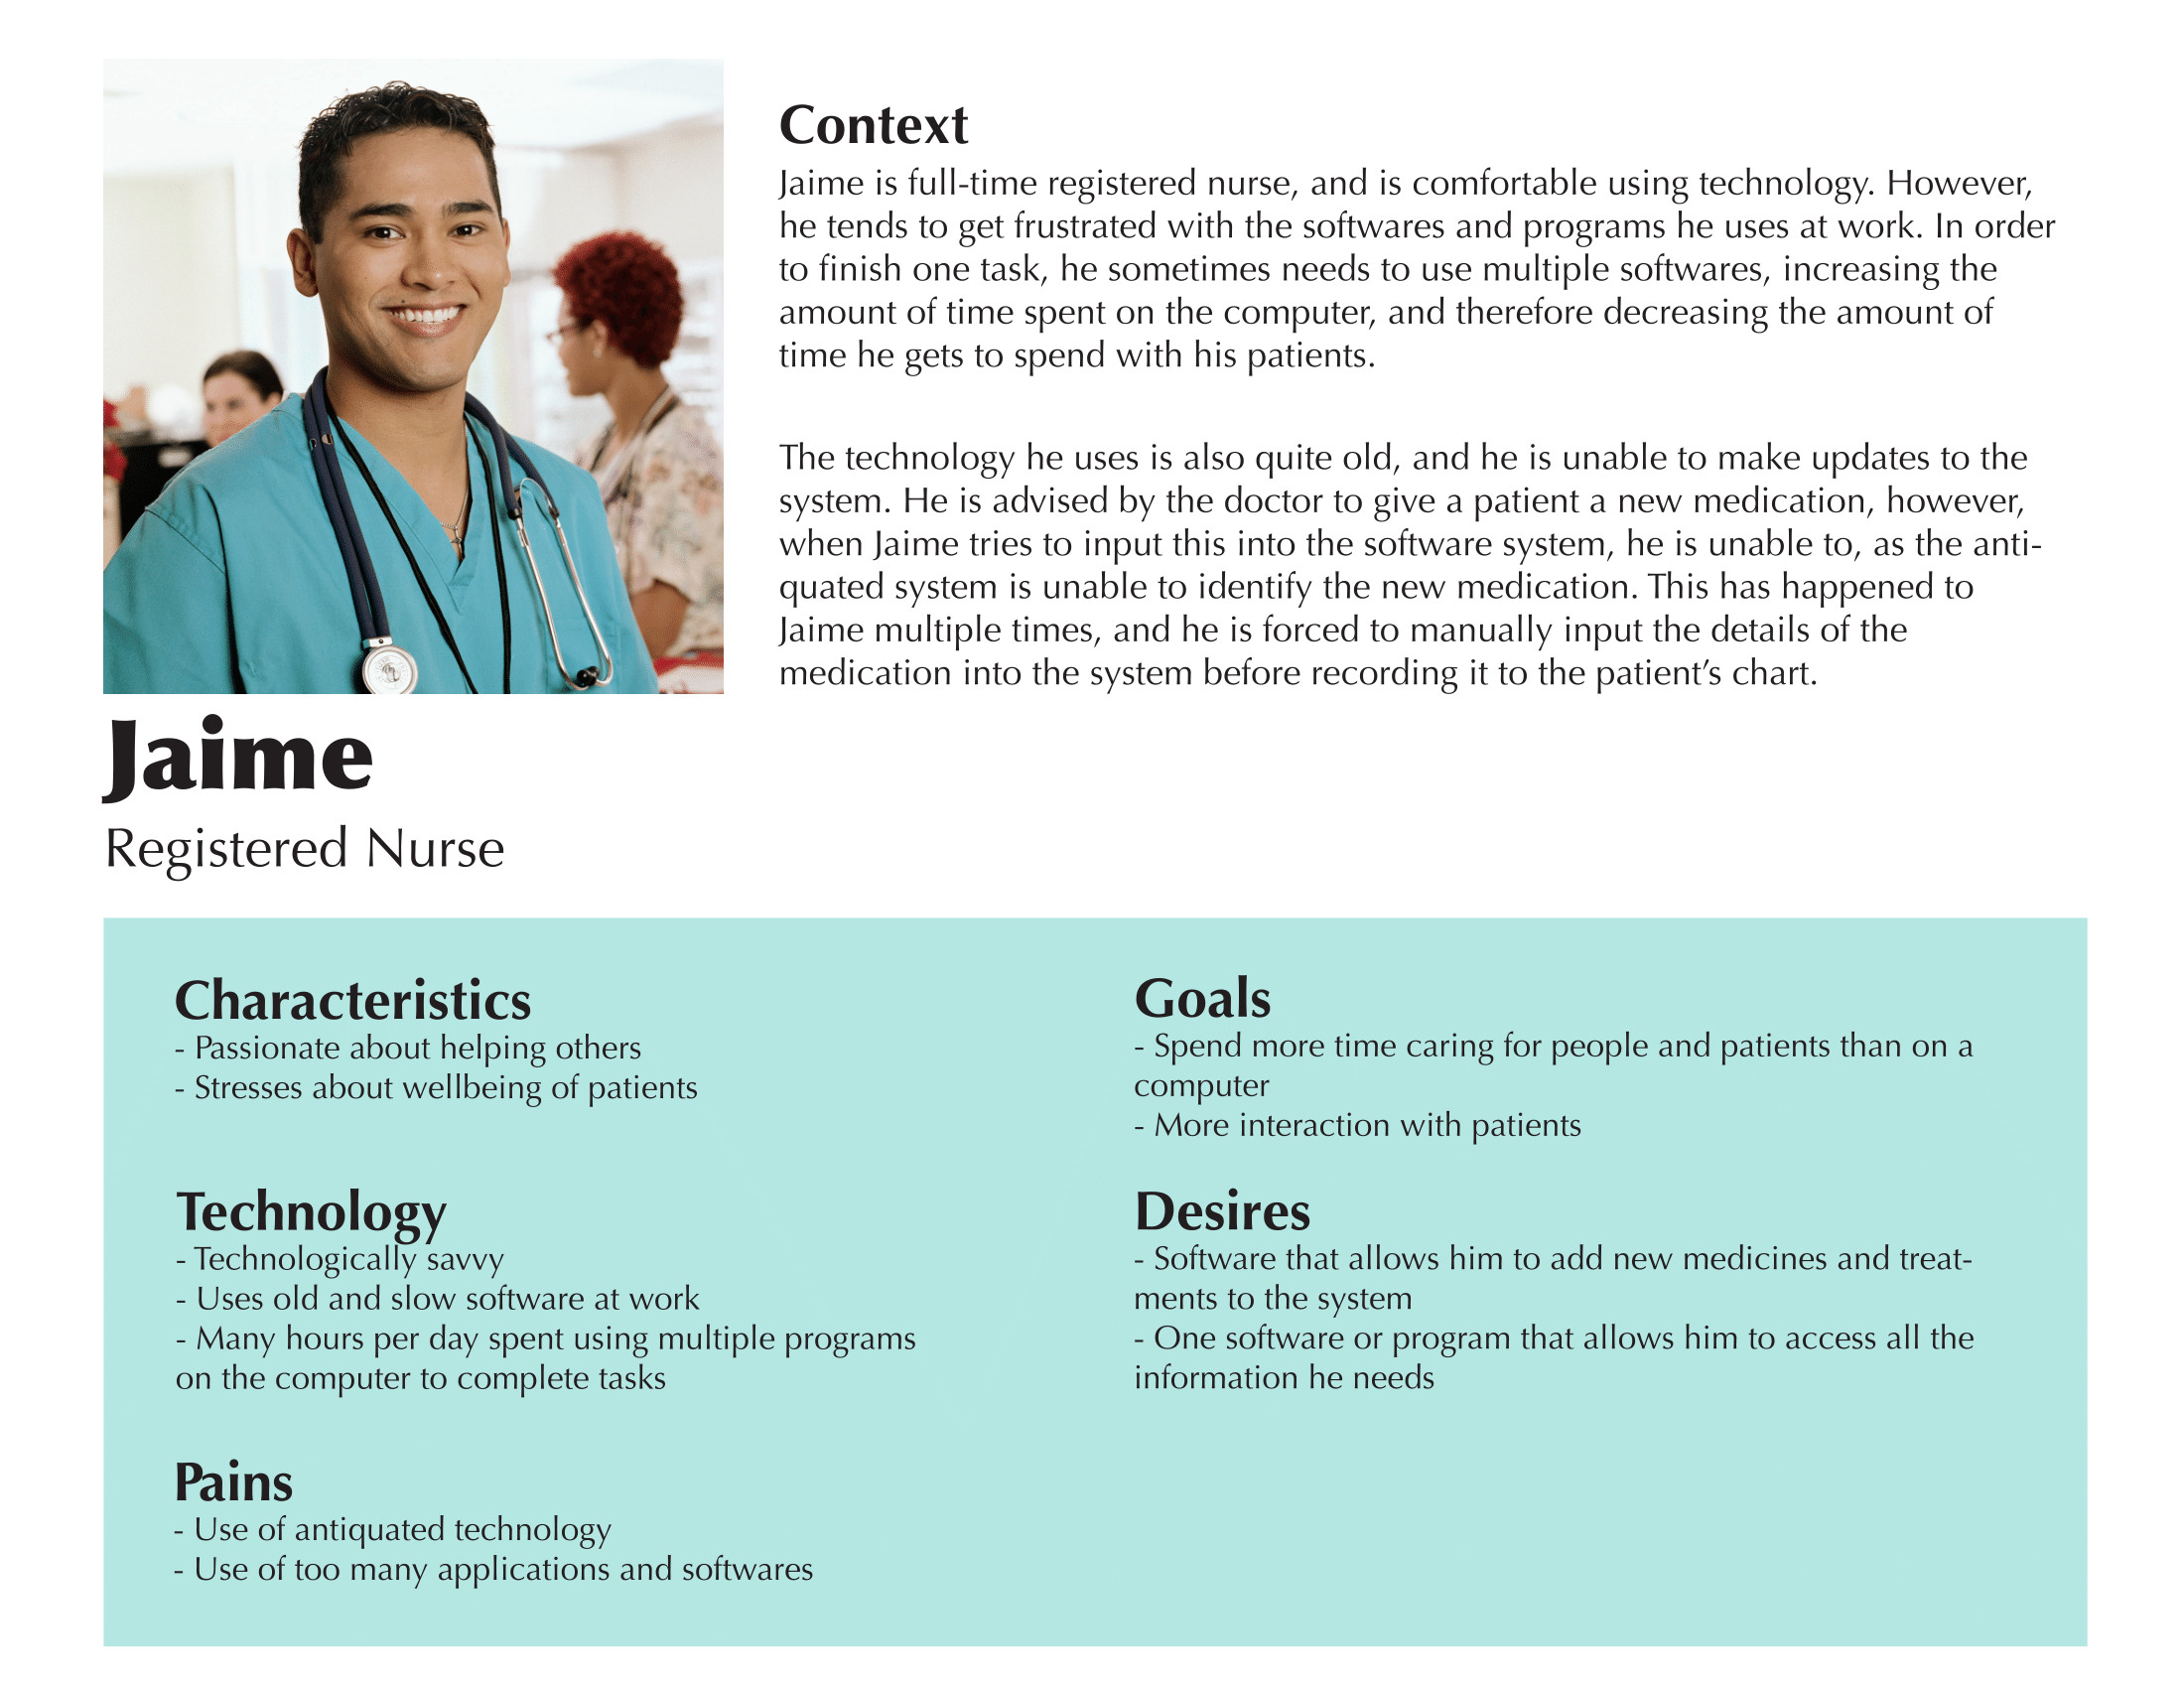 Context
Jaime is full-time registered nurse, and is comfortable using technology. However,
he tends to get frustrated with the softwares and programs he uses at work. In order
to finish one task, he sometimes needs to use multiple softwares, increasing the
amount of time spent on the computer, and therefore decreasing the amount of
time he gets to spend with his patients.
The technology he uses is also quite old, and he is unable to make updates to the
system. He is advised by the doctor to give a patient a new medication, however,
when Jaime tries to input this into the software system, he is unable to, as the anti-
quated system is unable to identify the new medication. This has happened to
Jaime multiple times, and he is forced to manually input the details of the
medication into the system before recording it to the patient’s chart.
Jaime
Registered Nurse
Characteristics
- Passionate about helping others
- Stresses about wellbeing of patients
Technology
- Technologically savvy
- Uses old and slow software at work
- Many hours per day spent using multiple programs
on the computer to complete tasks
Pains
- Use of antiquated technology
- Use of too many applications and softwares
Goals
- Spend more time caring for people and patients than on a
computer
- More interaction with patients
Desires
- Software that allows him to add new medicines and treat-
ments to the system
- One software or program that allows him to access all the
information he needs